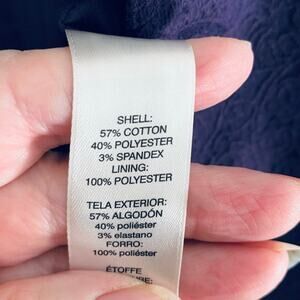 SHELL:
57% COTTON
40% POLYESTER
3% SPANDEX
LINING:
100% POLYESTER
TELA EXTERIOR:
57% ALGODÓN
40% poliéster
3% elastano
FORRO:
100% poliéster
ÉTOFFE